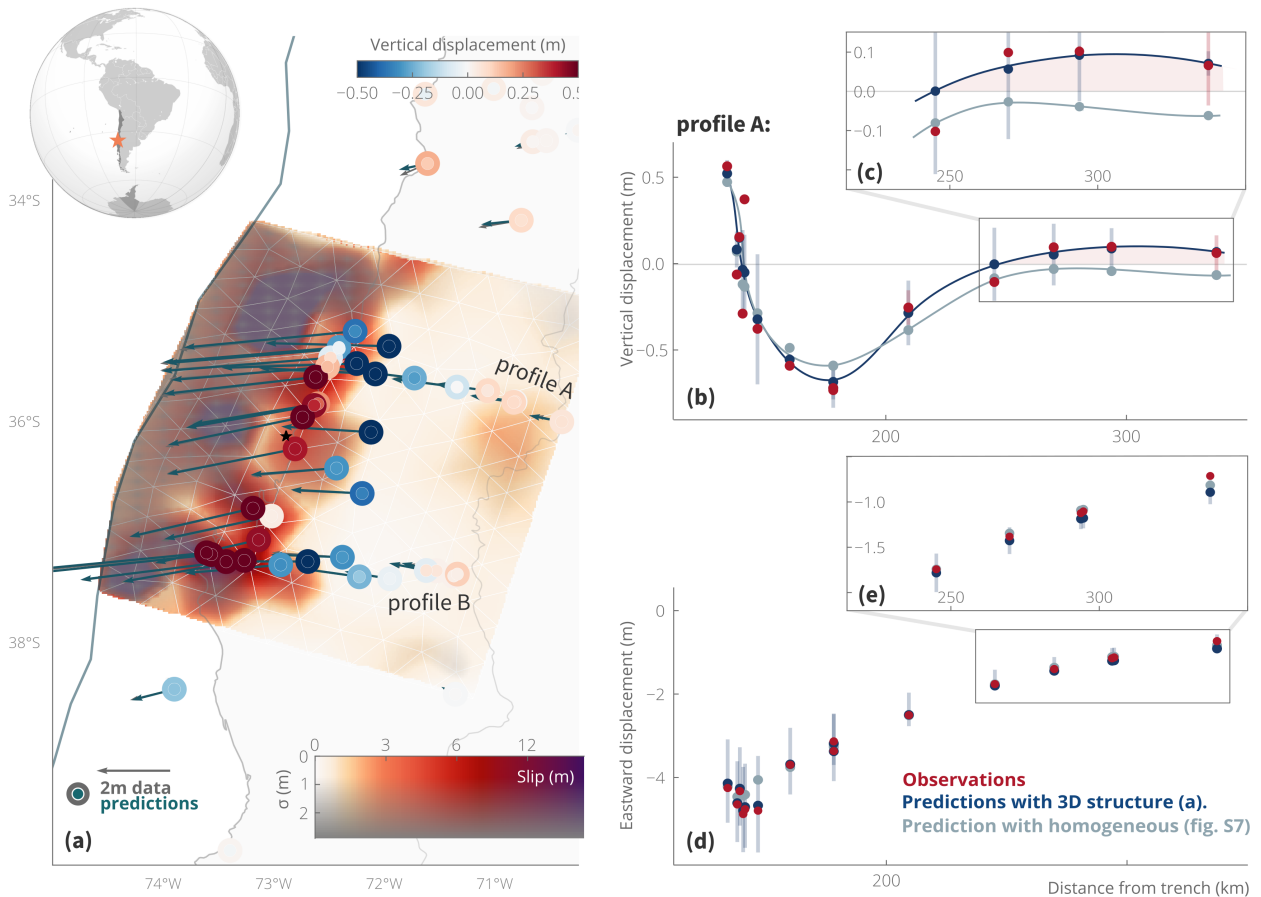 Vertical displacement (m)
−0.50 −0.25 0.00 0.25 0.5
34°S
36°S
38°S
profile A
profile B
0 3 6 12
0
1
2
σ (m)
Slip (m)
2m data
predictions
(a)
74°W 73°W 72°W 71°W
profile A:
0.1
0.0
−0.1
250 300
(c)
Vertical displacement (m)
0.5
0.0
−0.5
(b)
200 300
−1.0
−1.5
250 300
(e)
Eastward displacement (m)
0
−2
−4
Observations
Predictions with 3D structure (a).
Prediction with homogeneous (fig. S7)
(d)
200
Distance from trench (km)